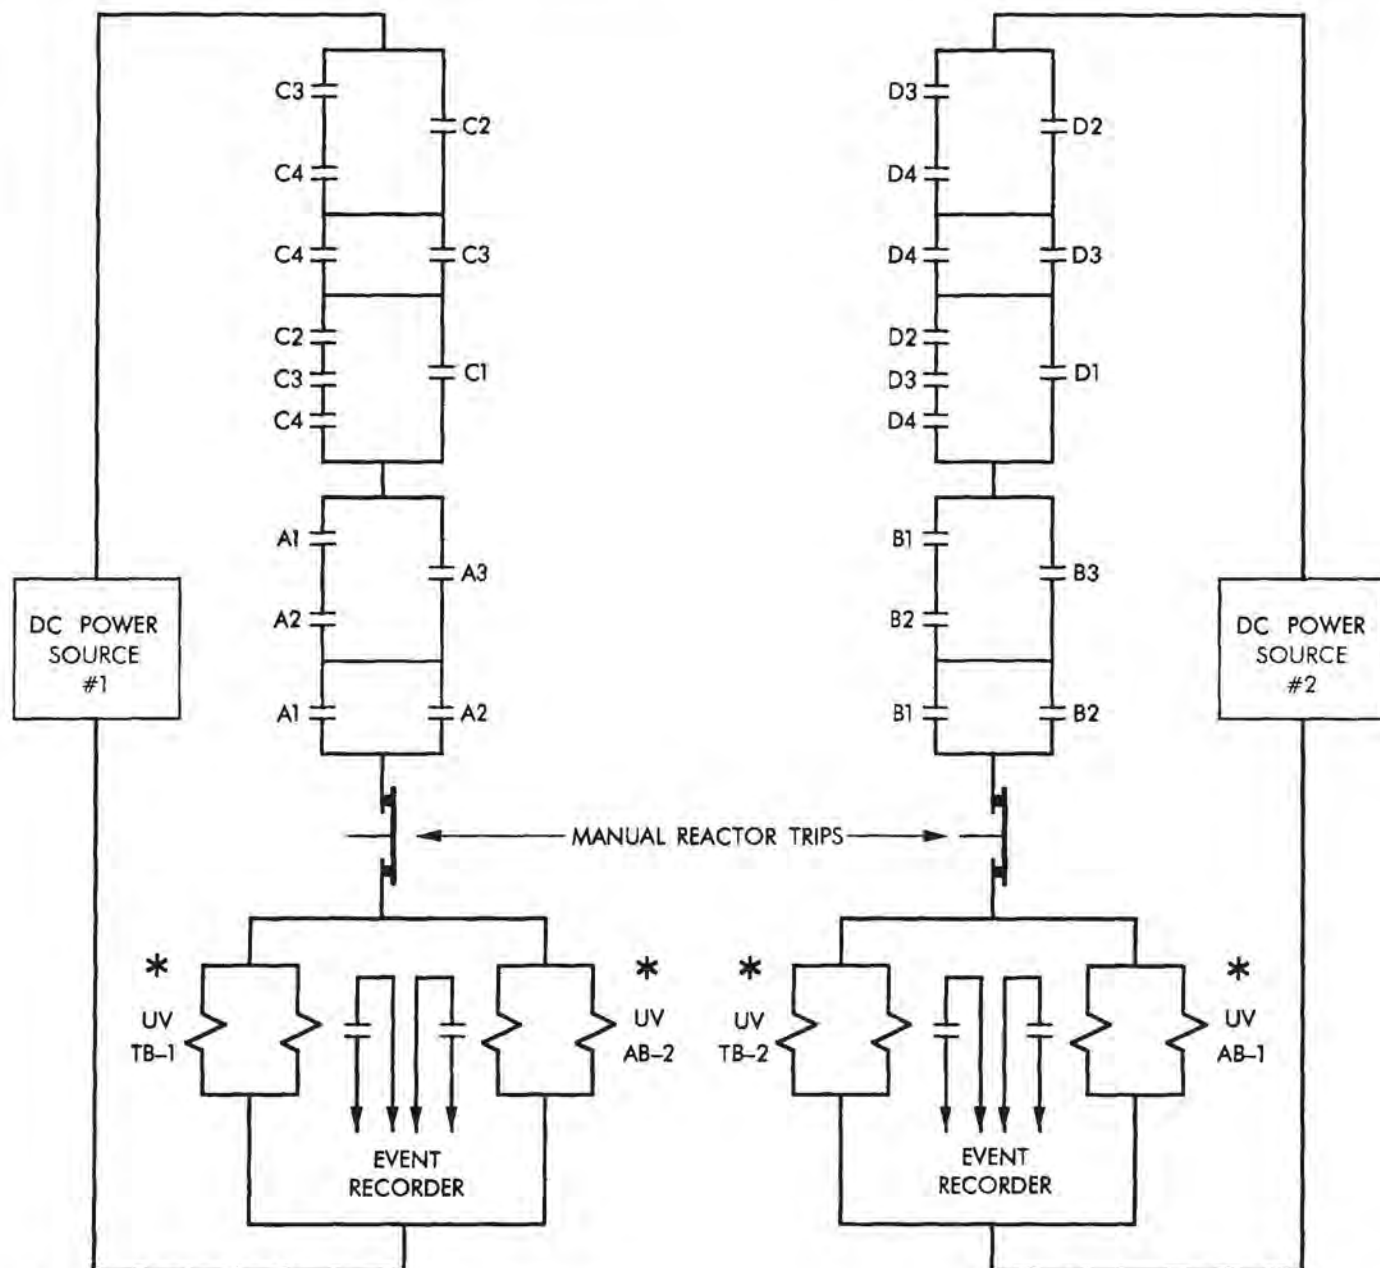 C3
C2
C4
C4
C3
C2
C3
C1
C4
A1
A3
A2
A1
A2
DC POWER
SOURCE
#1
D3
D2
D4
D4
D3
D2
D3
D1
D4
B1
B3
B2
B1
B2
DC POWER
SOURCE
#2
MANUAL REACTOR TRIPS
*
UV
TB-1
*
UV
AB-2
EVENT
RECORDER
*
UV
TB-2
*
UV
AB-1
EVENT
RECORDER